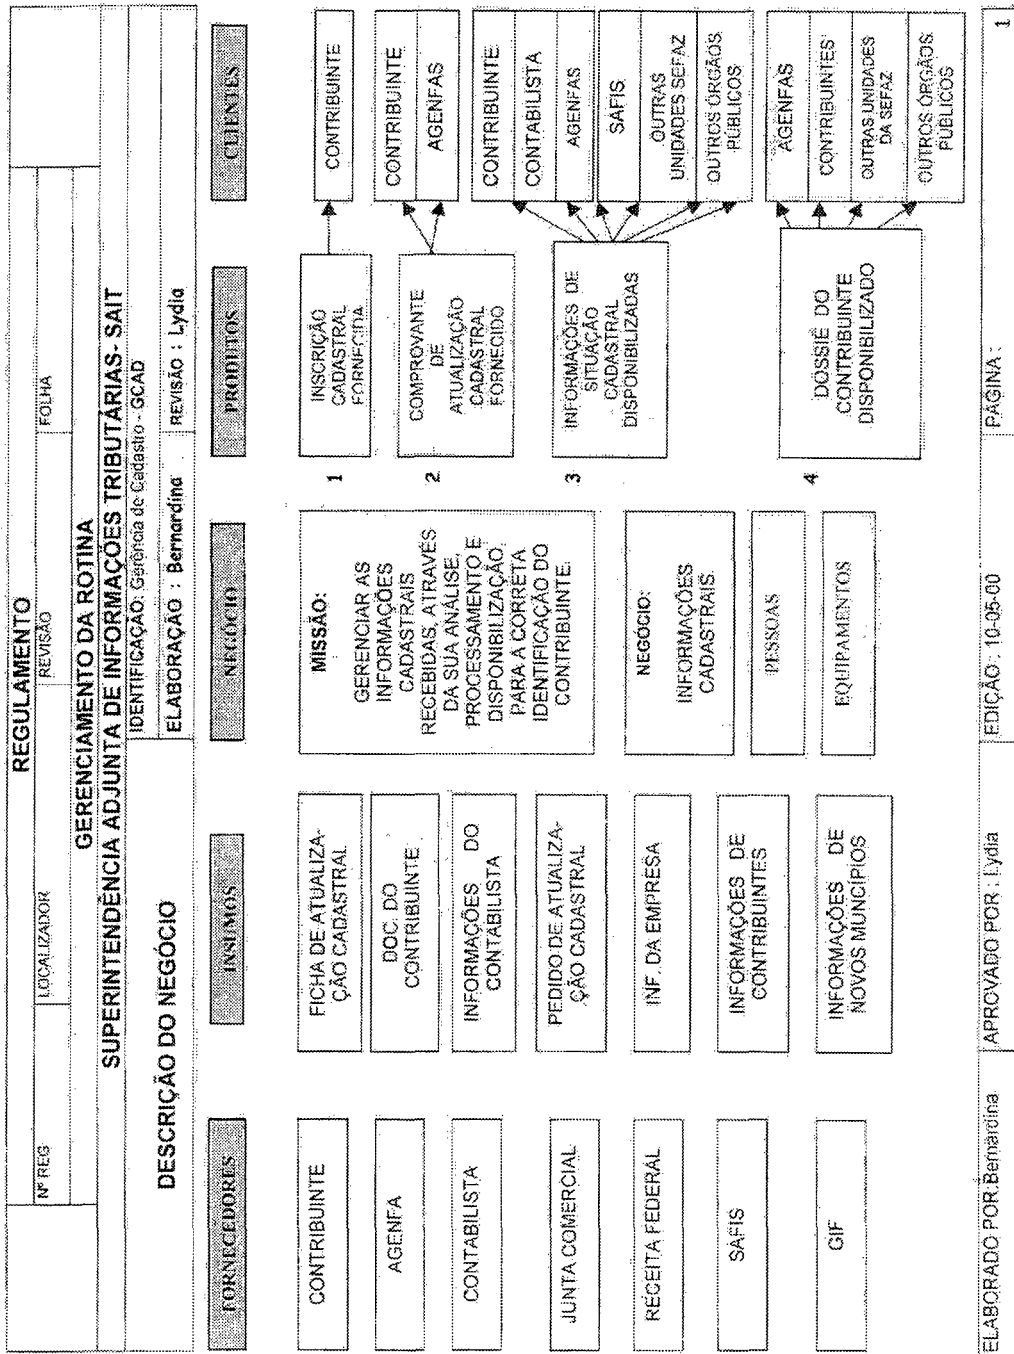 REGULAMENTO
Nº REG
LOCALIZADOR
REVISÃO
FOLHA
GERENCIAMENTO DA ROTINA
SUPERINTENDÊNCIA ADJUNTA DE INFORMAÇÕES TRIBUTÁRIAS- SAIT
DESCRIÇÃO DO NEGÓCIO
IDENTIFICAÇÃO: Gerência de Cadastro - GCAD
ELABORAÇÃO : Bernardina
REVISÃO : Lydia
FORNECEDORES
INSUMOS
NEGÓCIO
PRODUTOS
CLIENTES
CONTRIBUINTE
AGENFA
CONTABILISTA
JUNTA COMERCIAL
RECEITA FEDERAL
SAFIS
GIF
FICHA DE ATUALIZA-
ÇÃO CADASTRAL
DOC. DO
CONTRIBUINTE
INFORMAÇÕES DO
CONTABILISTA
PEDIDO DE ATUALIZA-
ÇÃO CADASTRAL
INF. DA EMPRESA
INFORMAÇÕES DE
CONTRIBUINTES
INFORMAÇÕES DE
NOVOS MUNCIPIOS
MISSÃO:
GERENCIAR AS
INFORMAÇÕES
CADASTRAIS
RECEBIDAS, ATRAVÉS
DA SUA ANÁLISE,
PROCESSAMENTO E
DISPONIBILIZAÇÃO,
PARA A CORRETA
IDENTIFICAÇÃO DO
CONTRIBUINTE.
NEGÓCIO:
INFORMAÇÕES
CADASTRAIS.
PESSOAS
EQUIPAMENTOS
1
INSCRIÇÃO
CADASTRAL
FORNECIDA
2
COMPROVANTE
DE
ATUALIZAÇÃO
CADASTRAL
FORNECIDO
3
INFORMAÇÕES DE
SITUAÇÃO
CADASTRAL
DISPONIBILIZADAS
4
DOSSIÊ DO
CONTRIBUINTE
DISPONIBILIZADO
CONTRIBUINTE
CONTRIBUINTE
AGENFAS
CONTRIBUINTE
CONTABILISTA
AGENFAS
SAFIS
OUTRAS
UNIDADES SEFAZ
OUTROS ÓRGÃOS
PÚBLICOS
AGENFAS
CONTRIBUINTES
OUTRAS UNIDADES
DA SEFAZ
OUTROS ÓRGÃOS
PÚBLICOS
ELABORADO POR:Bernardina
APROVADO POR : Lydia
EDIÇÃO : 10-05-00
PÁGINA :
1